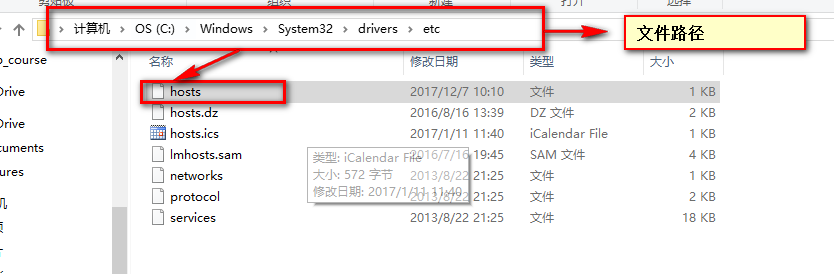 计算机 > OS (C:) > Windows > System32 > drivers > etc
文件路径
名称 修改日期 类型 大小
hosts 2017/12/7 10:10 文件 1 KB
hosts.dz 2016/8/16 13:39 DZ 文件 2 KB
hosts.ics 2017/1/11 11:40 iCalendar File 1 KB
lmhosts.sam 2016/7/16 19:45 SAM 文件 4 KB
networks 2013/8/22 21:25 文件 1 KB
protocol 2013/8/22 21:25 文件 2 KB
services 2013/8/22 21:25 文件 18 KB
类型: iCalendar File
大小: 572 字节
修改日期: 2017/1/11 11:40
_course
Drive
Drive
cuments